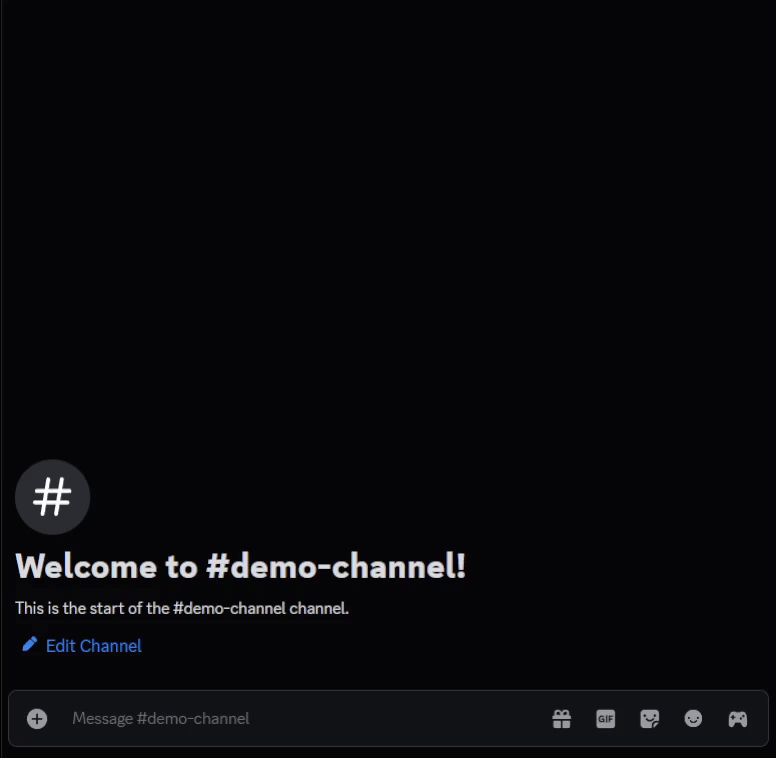 #
Welcome to #demo-channel!
This is the start of the #demo-channel channel.
Edit Channel
Message #demo-channel
GIF